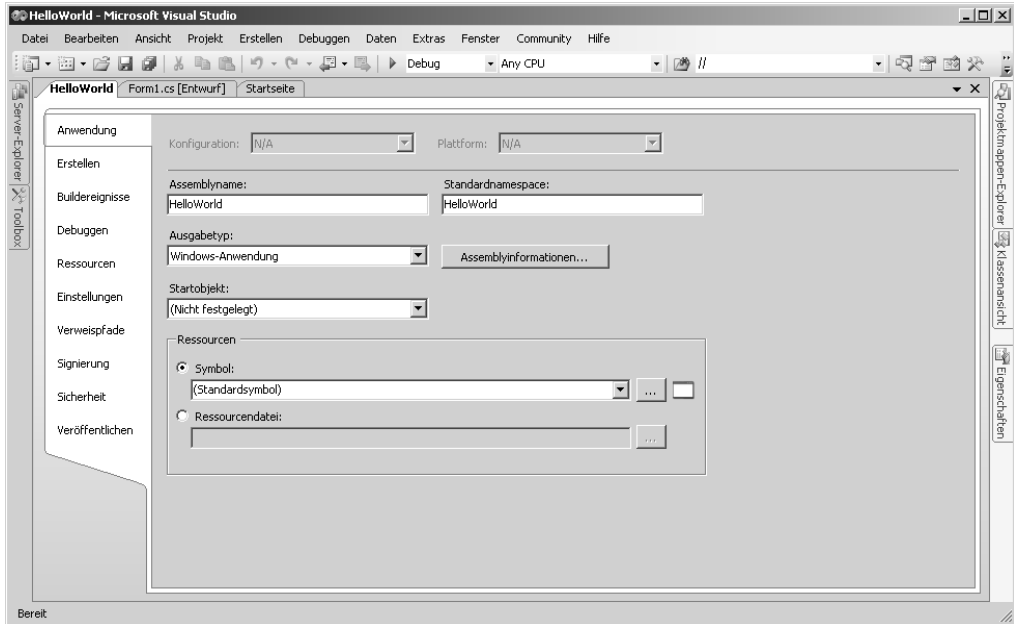 HelloWorld - Microsoft Visual Studio
Datei Bearbeiten Ansicht Projekt Erstellen Debuggen Daten Extras Fenster Community Hilfe
Debug Any CPU //
HelloWorld Form1.cs [Entwurf] Startseite
Server-Explorer
Toolbox
Anwendung
Erstellen
Buildereignisse
Debuggen
Ressourcen
Einstellungen
Verweispfade
Signierung
Sicherheit
Veröffentlichen
Konfiguration: N/A Plattform: N/A
Assemblyname: Standardnamespace:
HelloWorld HelloWorld
Ausgabetyp:
Windows-Anwendung Assemblyinformationen...
Startobjekt:
(Nicht festgelegt)
Ressourcen
Symbol:
(Standardsymbol) ...
Ressourcendatei:
...
Projektmappen-Explorer
Klassenansicht
Eigenschaften
Bereit